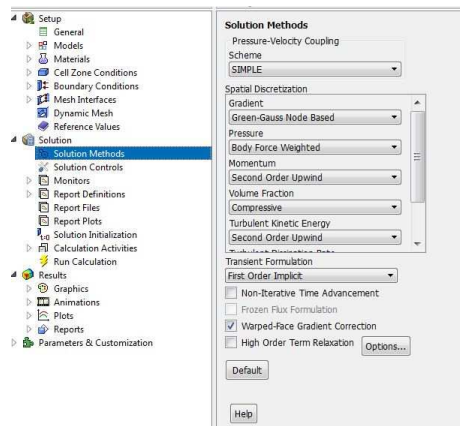 Setup
General
Models
Materials
Cell Zone Conditions
Boundary Conditions
Mesh Interfaces
Dynamic Mesh
Reference Values
Solution
Solution Methods
Solution Controls
Monitors
Report Definitions
Report Files
Report Plots
Solution Initialization
Calculation Activities
Run Calculation
Results
Graphics
Animations
Plots
Reports
Parameters & Customization
Solution Methods
Pressure-Velocity Coupling
Scheme
SIMPLE
Spatial Discretization
Gradient
Green-Gauss Node Based
Pressure
Body Force Weighted
Momentum
Second Order Upwind
Volume Fraction
Compressive
Turbulent Kinetic Energy
Second Order Upwind
Turbulent Dissipation Rate
Transient Formulation
First Order Implicit
Non-Iterative Time Advancement
Frozen Flux Formulation
Warped-Face Gradient Correction
High Order Term Relaxation Options...
Default
Help